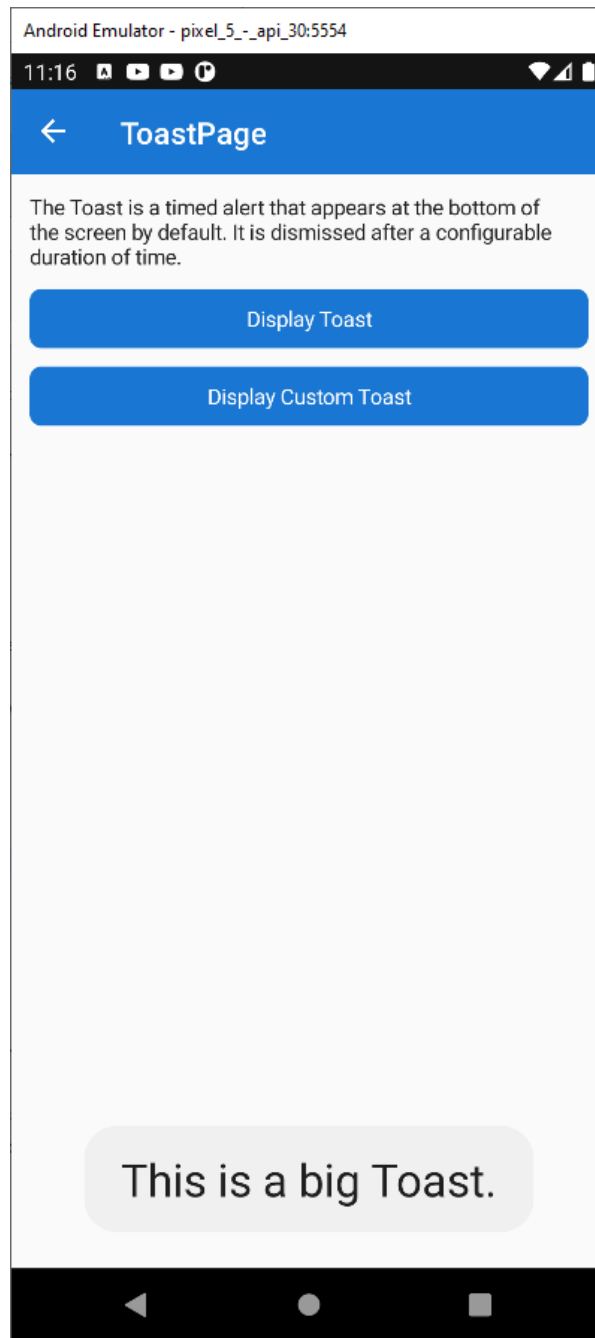 Android Emulator - pixel_5_-_api_30:5554
11:16
ToastPage
The Toast is a timed alert that appears at the bottom of
the screen by default. It is dismissed after a configurable
duration of time.
Display Toast
Display Custom Toast
This is a big Toast.